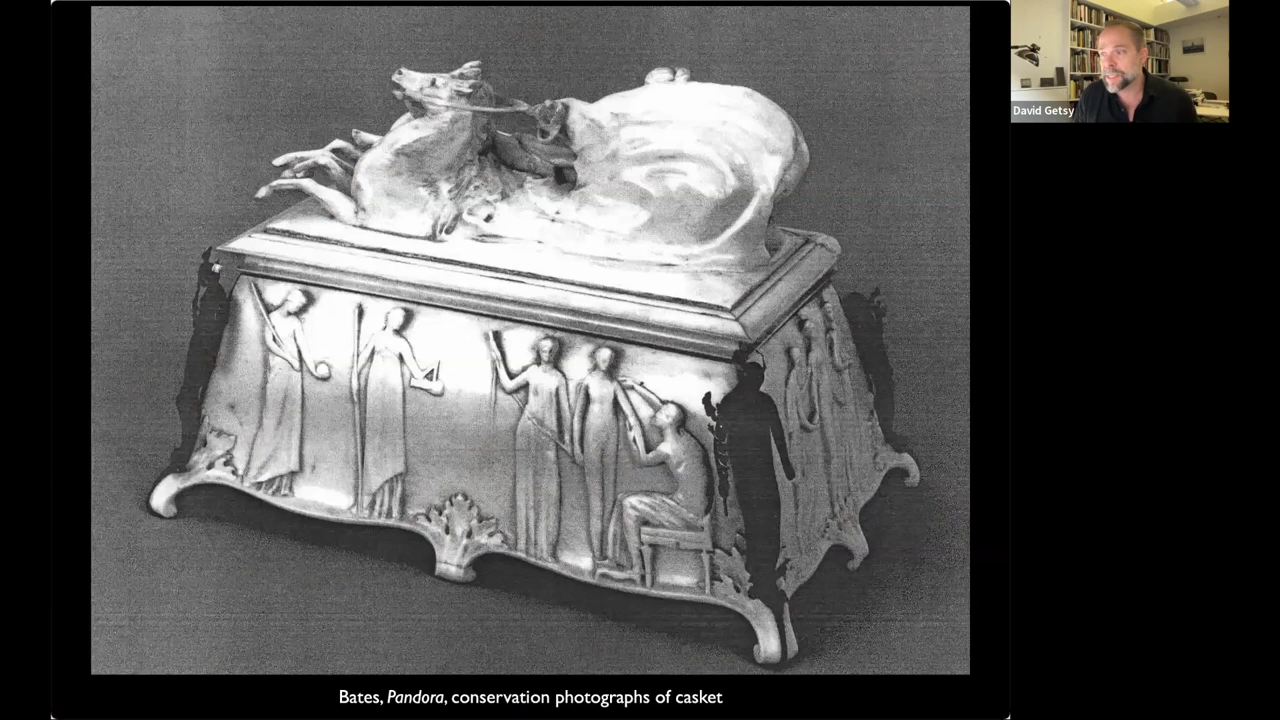 David Getsy
Bates, Pandora, conservation photographs of casket